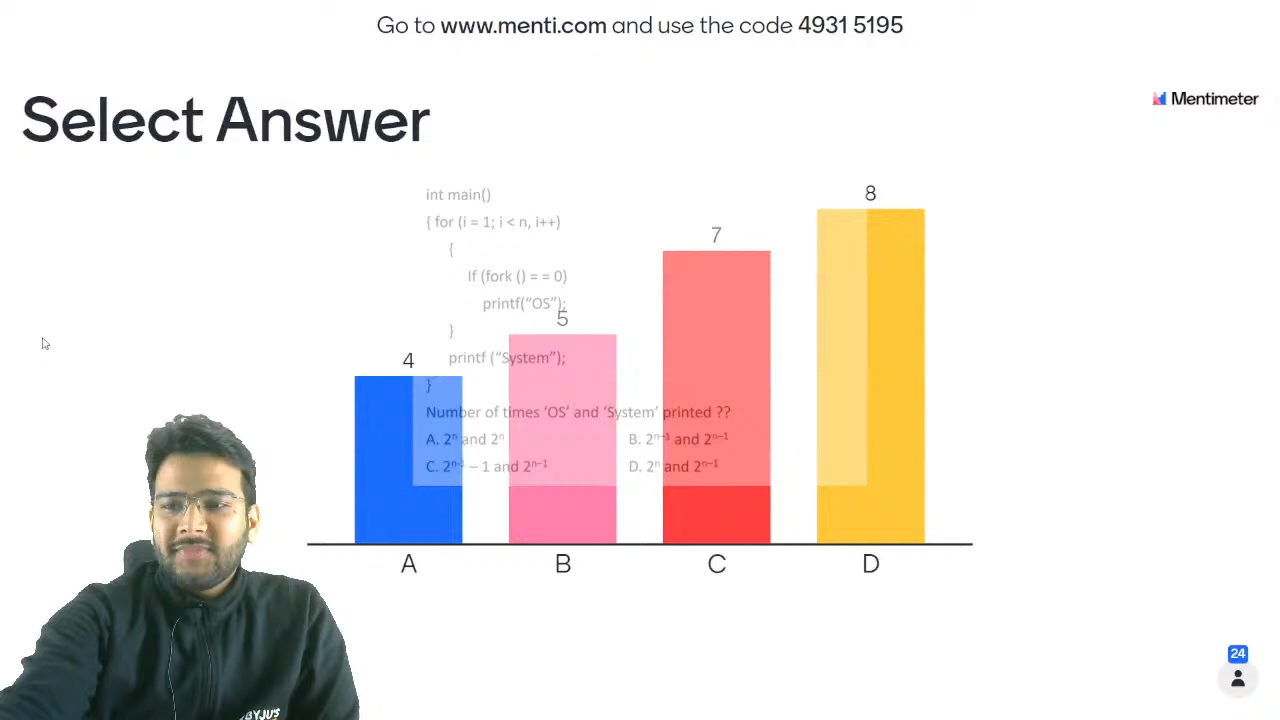 Go to www.menti.com and use the code 4931 5195
Select Answer
Mentimeter
int main()
{ for (i = 1; i < n, i++)
{
If (fork () = = 0)
printf(“OS”);
}
printf (“System”);
}
Number of times ‘OS’ and ‘System’ printed ??
A. 2ⁿ and 2ⁿ B. 2ⁿ⁻¹ and 2ⁿ⁻¹
C. 2ⁿ⁻¹ – 1 and 2ⁿ⁻¹ D. 2ⁿ and 2ⁿ⁻¹
4
5
7
8
A B C D
24
BYJU'S